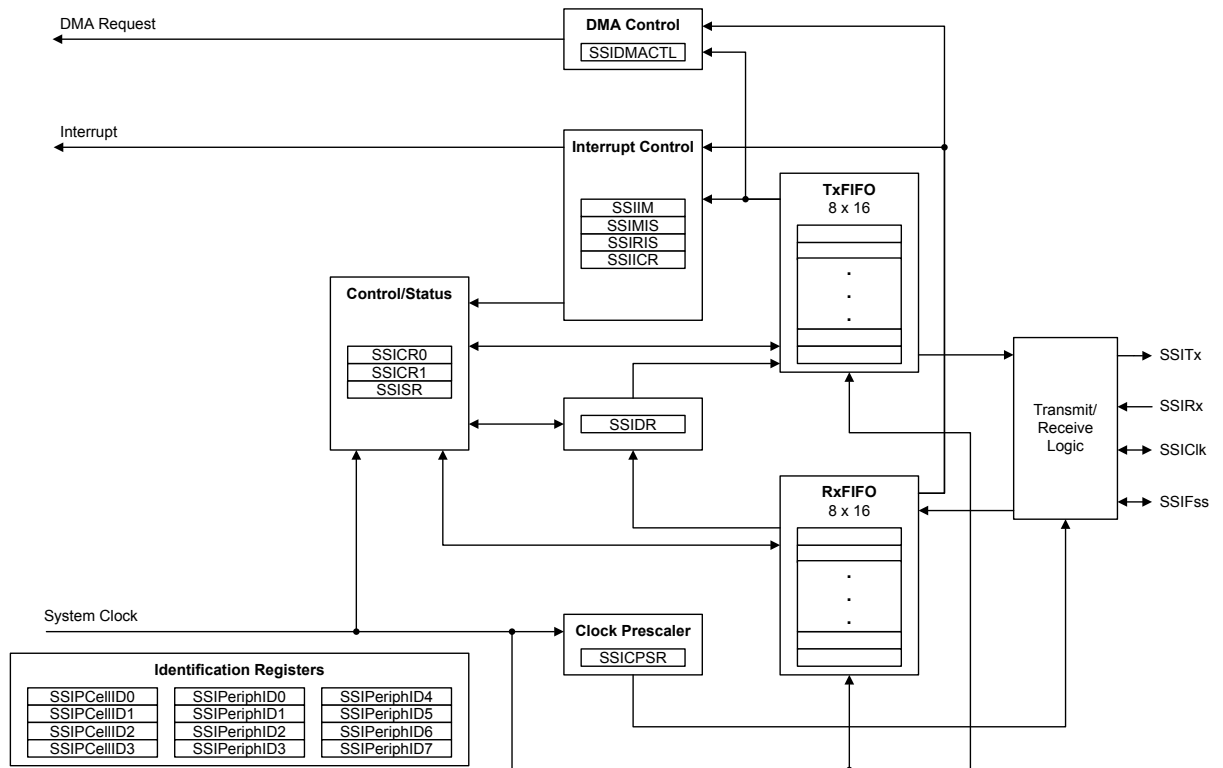 DMA Request
DMA Control
SSIDMACTL
Interrupt
Interrupt Control
SSIIM
SSIMIS
SSIRIS
SSIICR
TxFIFO
8 x 16
.
.
.
Control/Status
SSICR0
SSICR1
SSISR
SSIDR
Transmit/
Receive
Logic
SSITx
SSIRx
SSIClk
SSIFss
RxFIFO
8 x 16
.
.
.
System Clock
Clock Prescaler
SSICPSR
Identification Registers
SSIPCellID0 SSIPeriphID0 SSIPeriphID4
SSIPCellID1 SSIPeriphID1 SSIPeriphID5
SSIPCellID2 SSIPeriphID2 SSIPeriphID6
SSIPCellID3 SSIPeriphID3 SSIPeriphID7